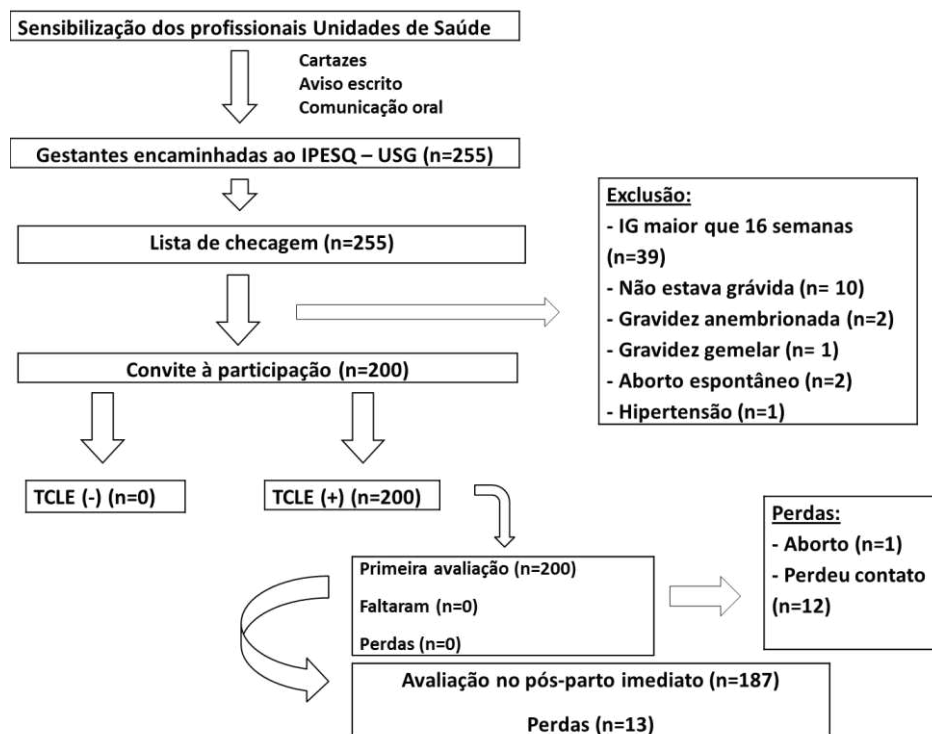 Sensibilização dos profissionais Unidades de Saúde
Cartazes
Aviso escrito
Comunicação oral
Gestantes encaminhadas ao IPESQ – USG (n=255)
Lista de checagem (n=255)
Exclusão:
- IG maior que 16 semanas
(n=39)
- Não estava grávida (n= 10)
- Gravidez anembrionada (n=2)
- Gravidez gemelar (n= 1)
- Aborto espontâneo (n=2)
- Hipertensão (n=1)
Convite à participação (n=200)
TCLE (-) (n=0)
TCLE (+) (n=200)
Primeira avaliação (n=200)
Faltaram (n=0)
Perdas (n=0)
Perdas:
- Aborto (n=1)
- Perdeu contato
(n=12)
Avaliação no pós-parto imediato (n=187)
Perdas (n=13)